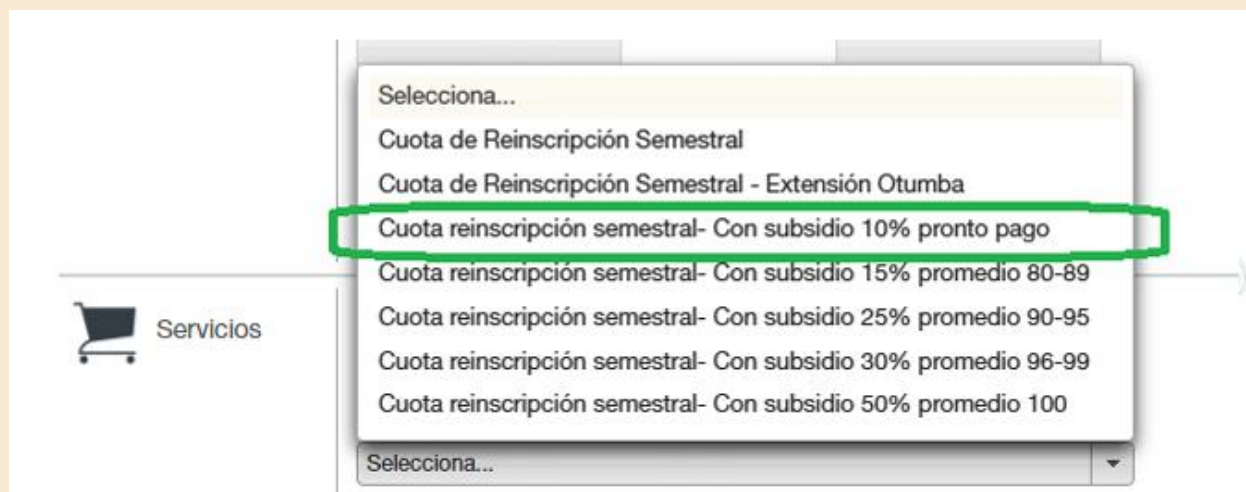 Selecciona...
Cuota de Reinscripción Semestral
Cuota de Reinscripción Semestral - Extensión Otumba
Cuota reinscripción semestral- Con subsidio 10% pronto pago
Cuota reinscripción semestral- Con subsidio 15% promedio 80-89
Cuota reinscripción semestral- Con subsidio 25% promedio 90-95
Cuota reinscripción semestral- Con subsidio 30% promedio 96-99
Cuota reinscripción semestral- Con subsidio 50% promedio 100
Servicios
Selecciona...